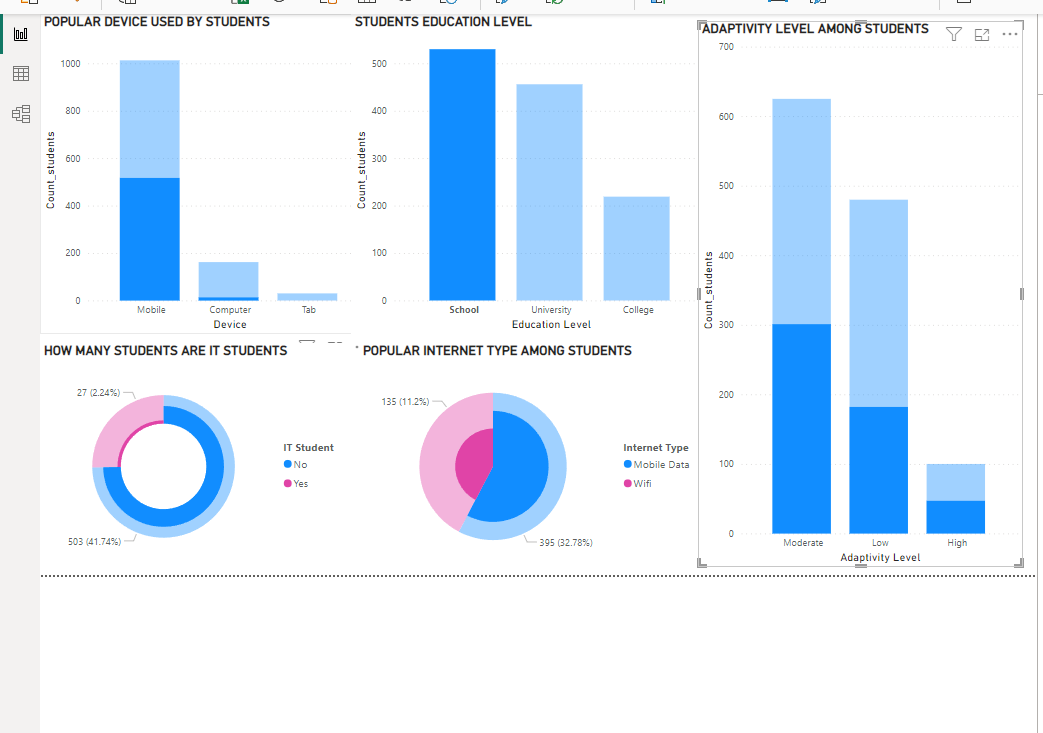 POPULAR DEVICE USED BY STUDENTS
Count_students
1000
800
600
400
200
0
Mobile
Computer
Tab
Device
STUDENTS EDUCATION LEVEL
Count_students
500
400
300
200
100
0
School
University
College
Education Level
ADAPTIVITY LEVEL AMONG STUDENTS
Count_students
700
600
500
400
300
200
100
0
Moderate
Low
High
Adaptivity Level
HOW MANY STUDENTS ARE IT STUDENTS
27 (2.24%)
503 (41.74%)
IT Student
No
Yes
POPULAR INTERNET TYPE AMONG STUDENTS
135 (11.2%)
395 (32.78%)
Internet Type
Mobile Data
Wifi